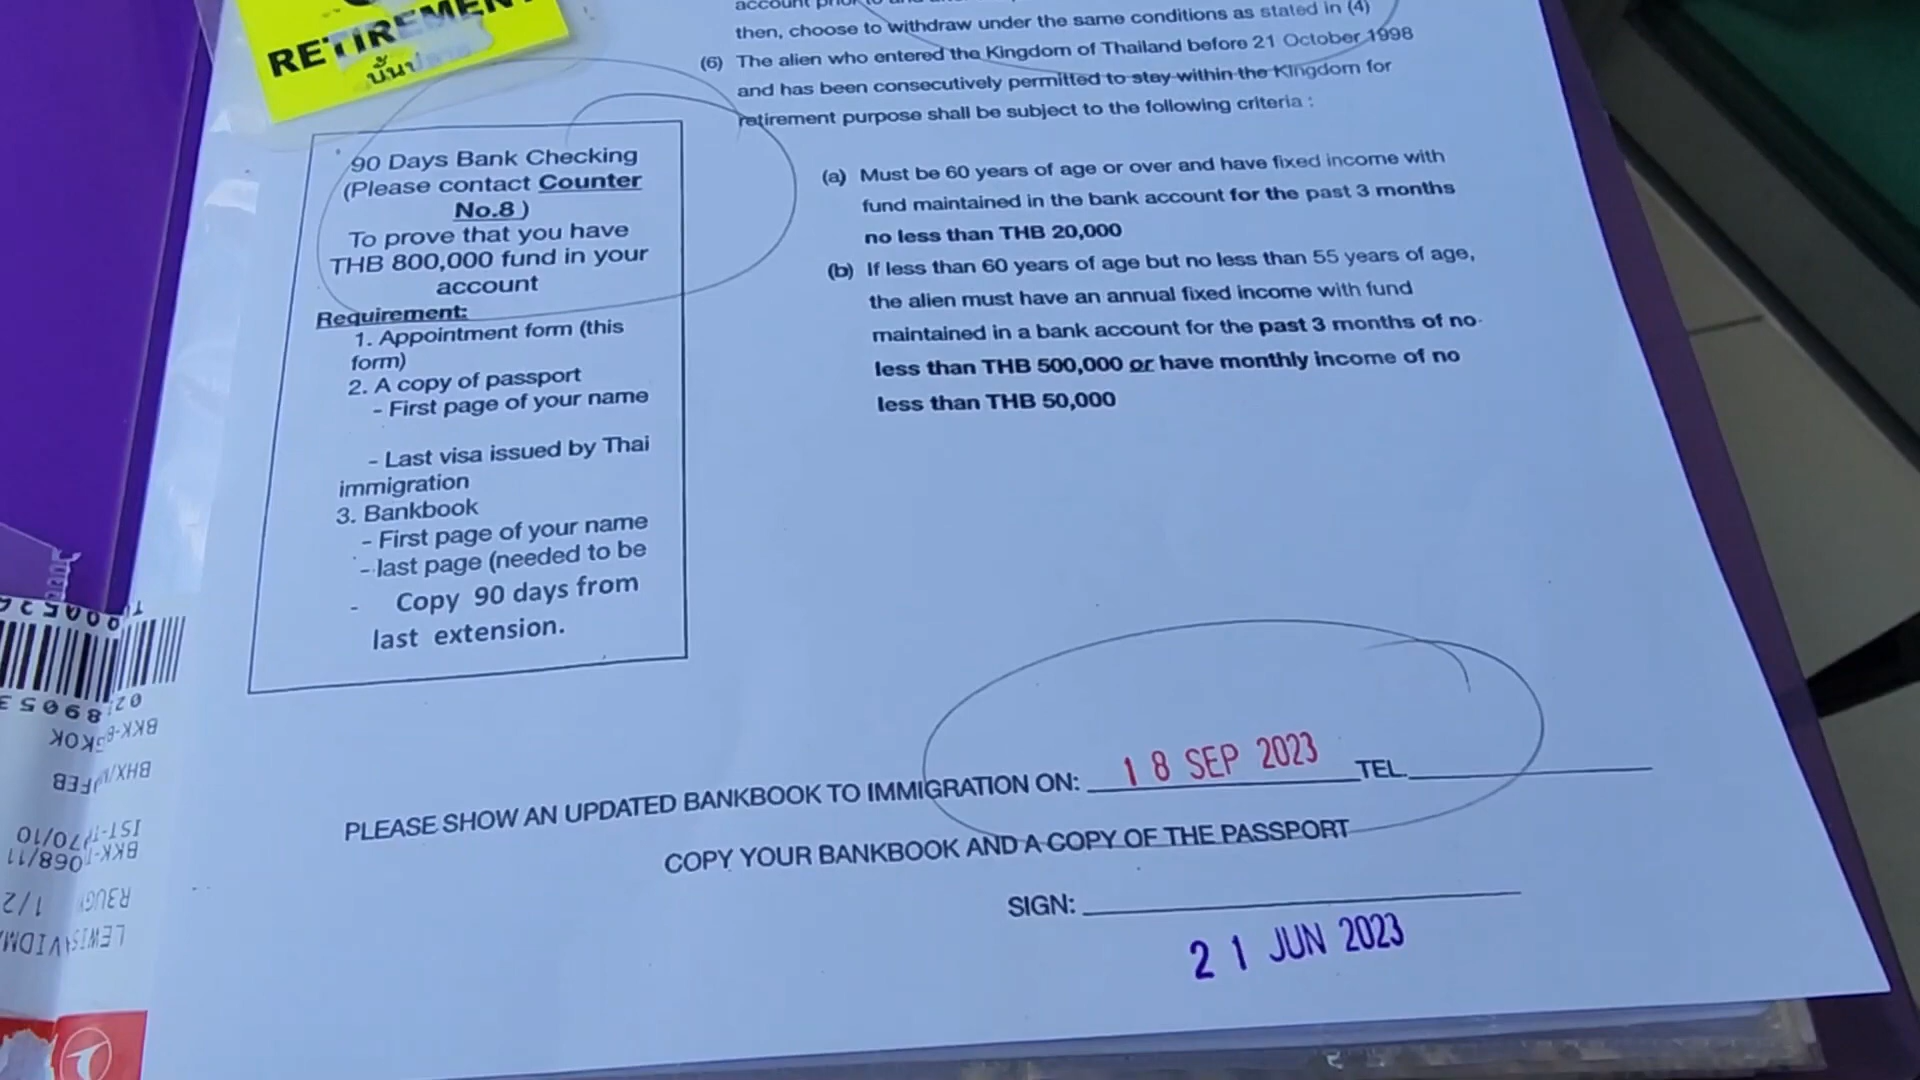 RETIREMENT
account prior to and
then, choose to withdraw under the same conditions as stated in (4)
(6) The alien who entered the Kingdom of Thailand before 21 October 1998
and has been consecutively permitted to stay within the Kingdom for
retirement purpose shall be subject to the following criteria :
(a) Must be 60 years of age or over and have fixed income with
fund maintained in the bank account for the past 3 months
no less than THB 20,000
(b) If less than 60 years of age but no less than 55 years of age,
the alien must have an annual fixed income with fund
maintained in a bank account for the past 3 months of no
less than THB 500,000 or have monthly income of no
less than THB 50,000
90 Days Bank Checking
(Please contact Counter
No.8 )
To prove that you have
THB 800,000 fund in your
account
Requirement:
1. Appointment form (this
form)
2. A copy of passport
- First page of your name
- Last visa issued by Thai
immigration
3. Bankbook
- First page of your name
- last page (needed to be
- Copy 90 days from
last extension.
PLEASE SHOW AN UPDATED BANKBOOK TO IMMIGRATION ON: 18 SEP 2023 TEL.
COPY YOUR BANKBOOK AND A COPY OF THE PASSPORT
SIGN:
21 JUN 2023